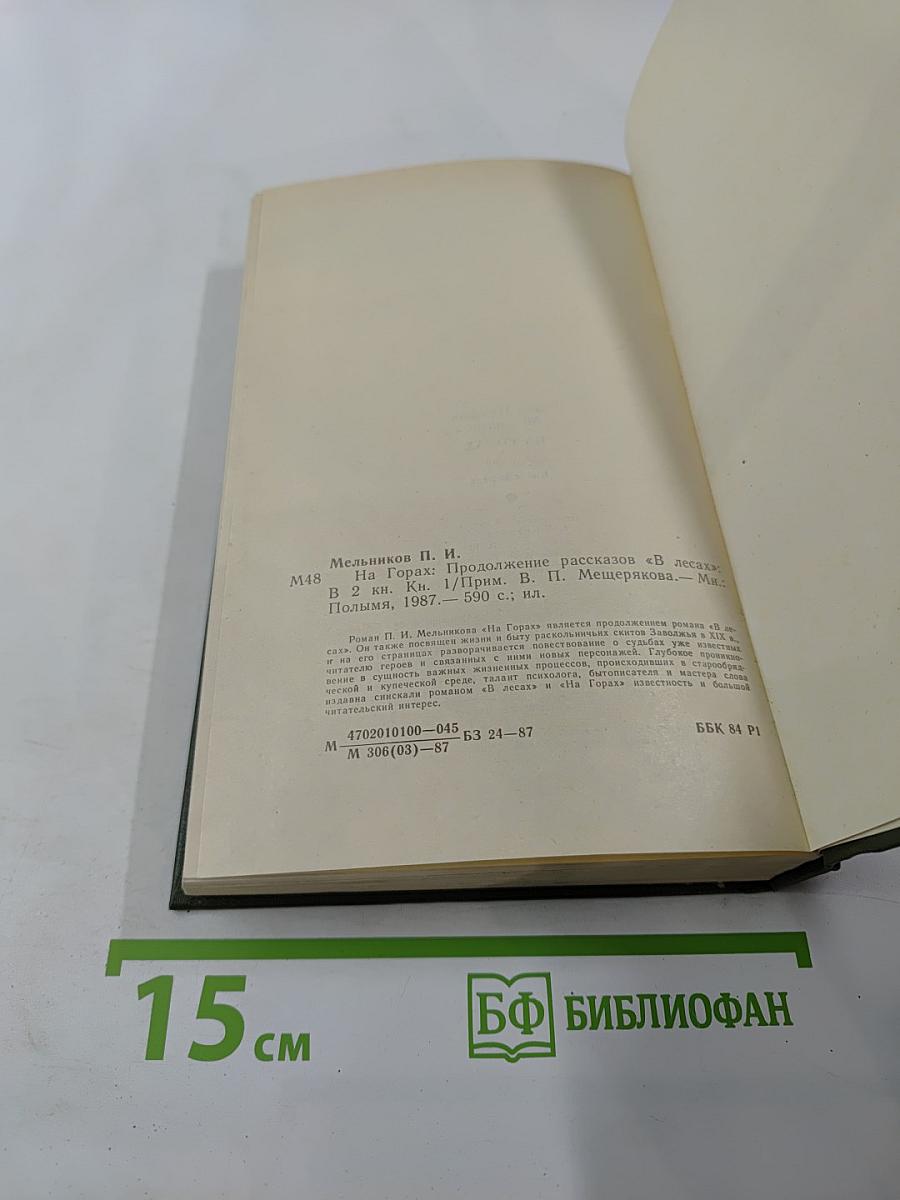 Мельников П. И.
М48 На Горах: Продолжение рассказов «В лесах»:
В 2 кн. Кн. 1/Прим. В. П. Мещерякова.— Мн.:
Полымя, 1987.— 590 с.; ил.
Роман П. И. Мельникова «На Горах» является продолжением романа «В ле-
сах». Он также посвящен жизни и быту раскольничьих скитов Заволжья в XIX в.,
и на его страницах разворачивается повествование о судьбах уже известных
читателю героев и связанных с ними новых персонажей. Глубокое проникно-
вение в сущность важных жизненных процессов, происходивших в старообряд-
ческой и купеческой среде, талант психолога, бытописателя и мастера слова
издавна снискали романом «В лесах» и «На Горах» известность и большой
читательский интерес.
М 4702010100—045 БЗ 24—87 ББК 84 Р1
М 306(03)—87
15 см БФ БИБЛИОФАН